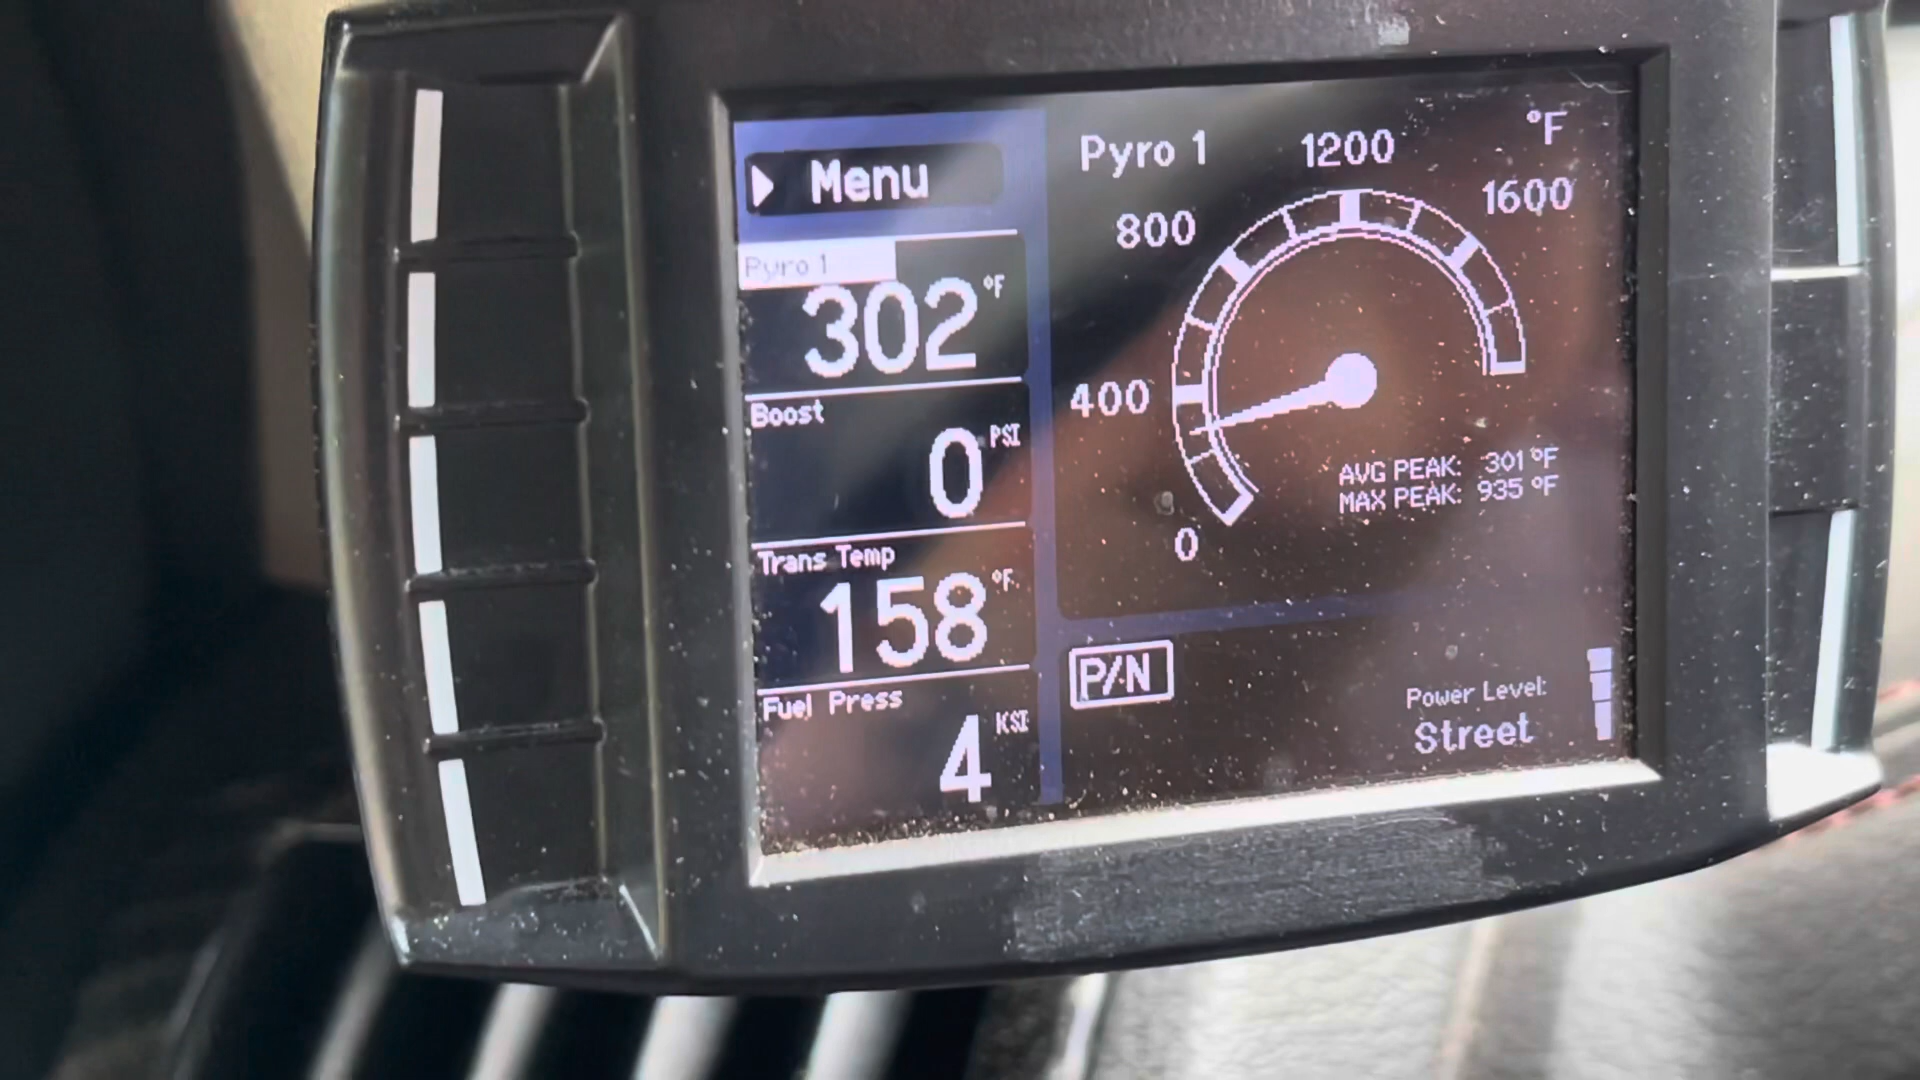 Menu
Pyro 1
302 °F
Boost
0 PSI
Trans Temp
158 °F
Fuel Press
4 KSI
Pyro 1
°F
0
400
800
1200
1600
AVG PEAK: 301 °F
MAX PEAK: 935 °F
P/N
Power Level:
Street